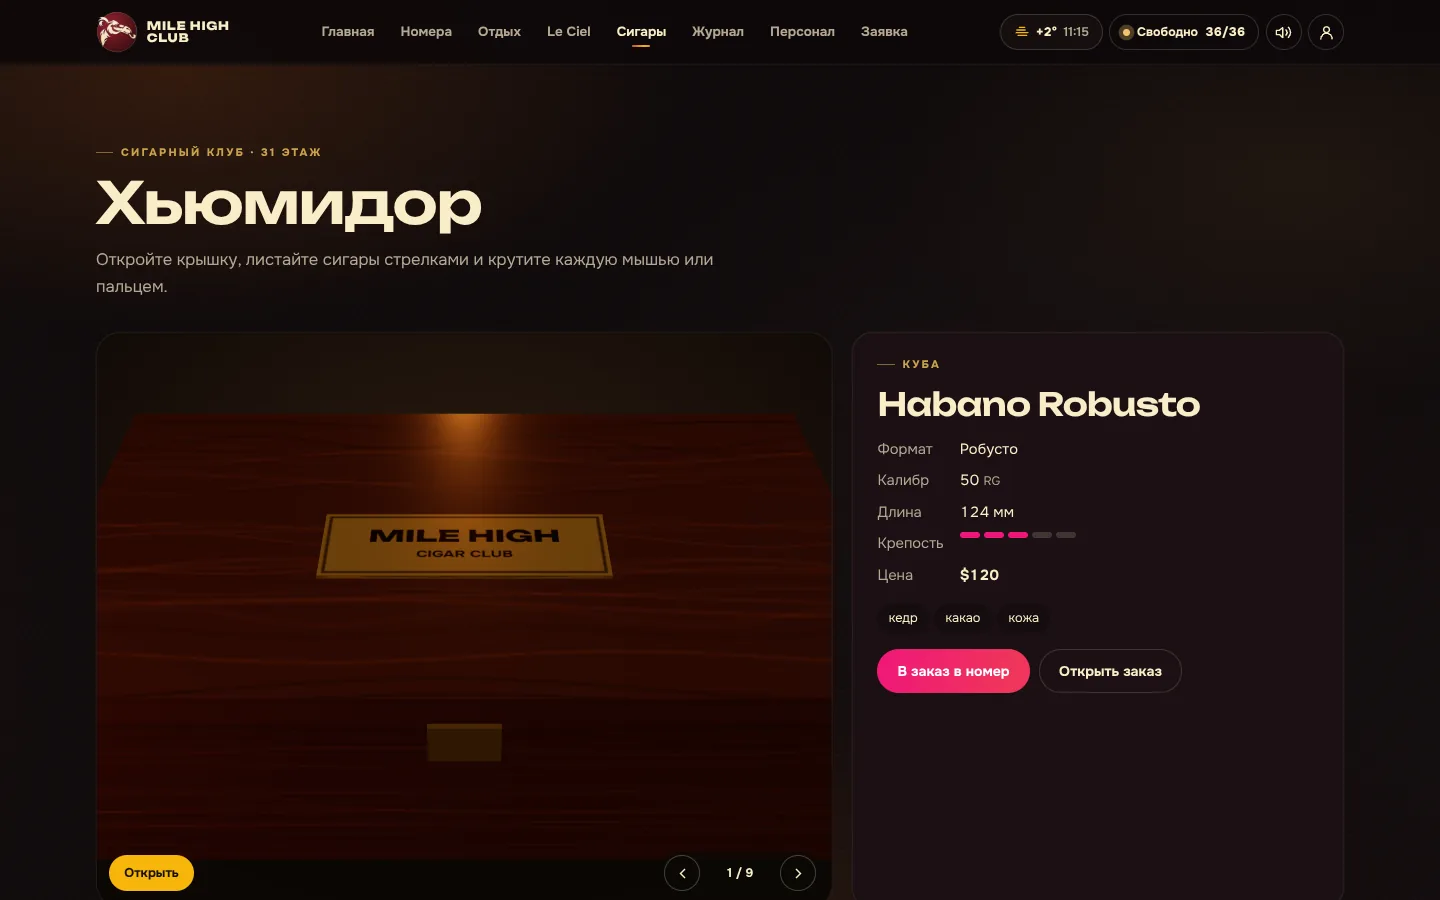 MILE HIGH
CLUB
Главная
Номера
Отдых
Le Ciel
Сигары
Журнал
Персонал
Заявка
+2° 11:15
Свободно 36/36
СИГАРНЫЙ КЛУБ · 31 ЭТАЖ
Хьюмидор
Откройте крышку, листайте сигары стрелками и крутите каждую мышью или
пальцем.
MILE HIGH
CIGAR CLUB
Открыть
1 / 9
КУБА
Habano Robusto
Формат Робусто
Калибр 50 RG
Длина 124 мм
Крепость
Цена $120
кедр
какао
кожа
В заказ в номер
Открыть заказ